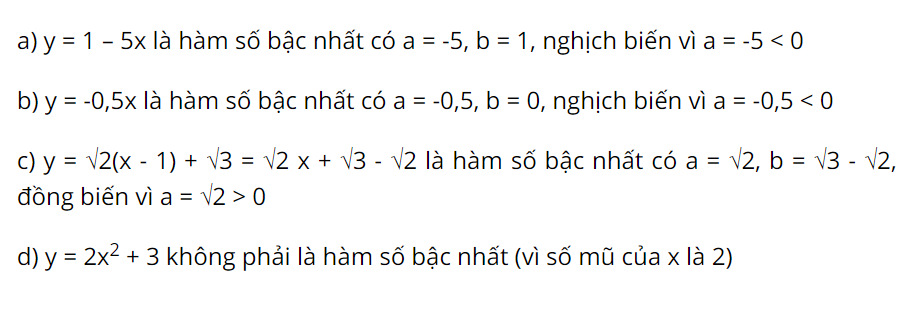 a) y = 1 – 5x là hàm số bậc nhất có a = -5, b = 1, nghịch biến vì a = -5 < 0
b) y = -0,5x là hàm số bậc nhất có a = -0,5, b = 0, nghịch biến vì a = -0,5 < 0
c) y = √2(x - 1) + √3 = √2 x + √3 - √2 là hàm số bậc nhất có a = √2, b = √3 - √2,
đồng biến vì a = √2 > 0
d) y = 2x² + 3 không phải là hàm số bậc nhất (vì số mũ của x là 2)